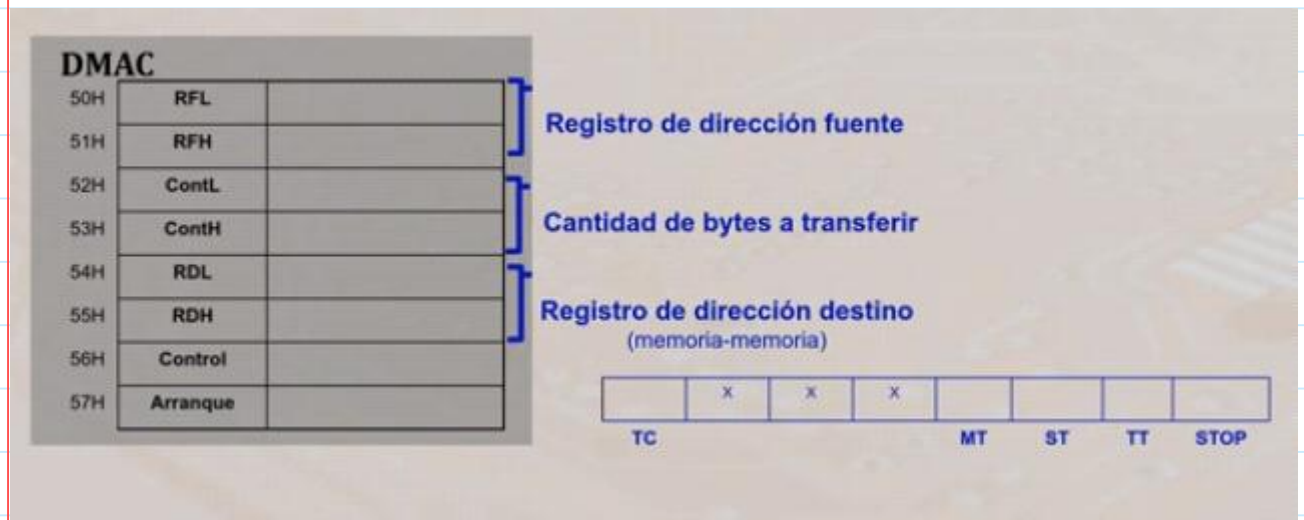 DMAC
50H RFL
51H RFH
Registro de dirección fuente
52H ContL
53H ContH
Cantidad de bytes a transferir
54H RDL
55H RDH
Registro de dirección destino
(memoria-memoria)
56H Control
57H Arranque
X X X
TC MT ST TT STOP